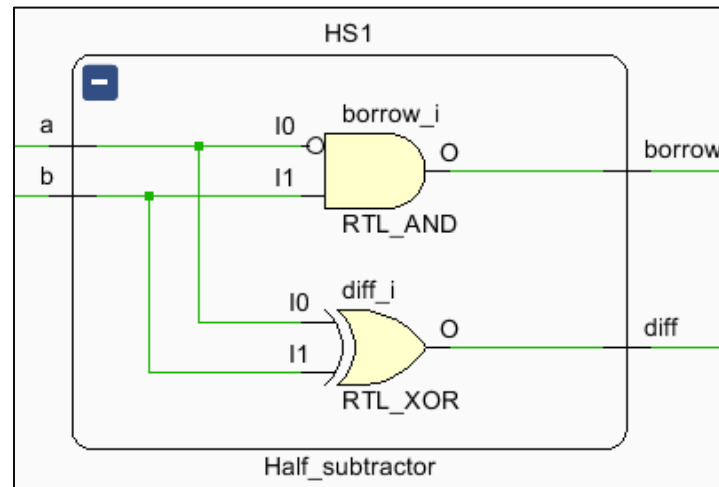 HS1
borrow_i
a
I0
O
borrow
b
I1
RTL_AND
diff_i
I0
O
diff
I1
RTL_XOR
Half_subtractor